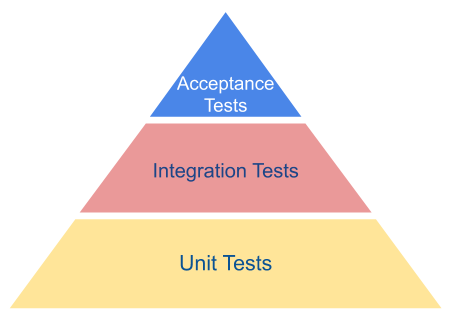 Acceptance
Tests
Integration Tests
Unit Tests